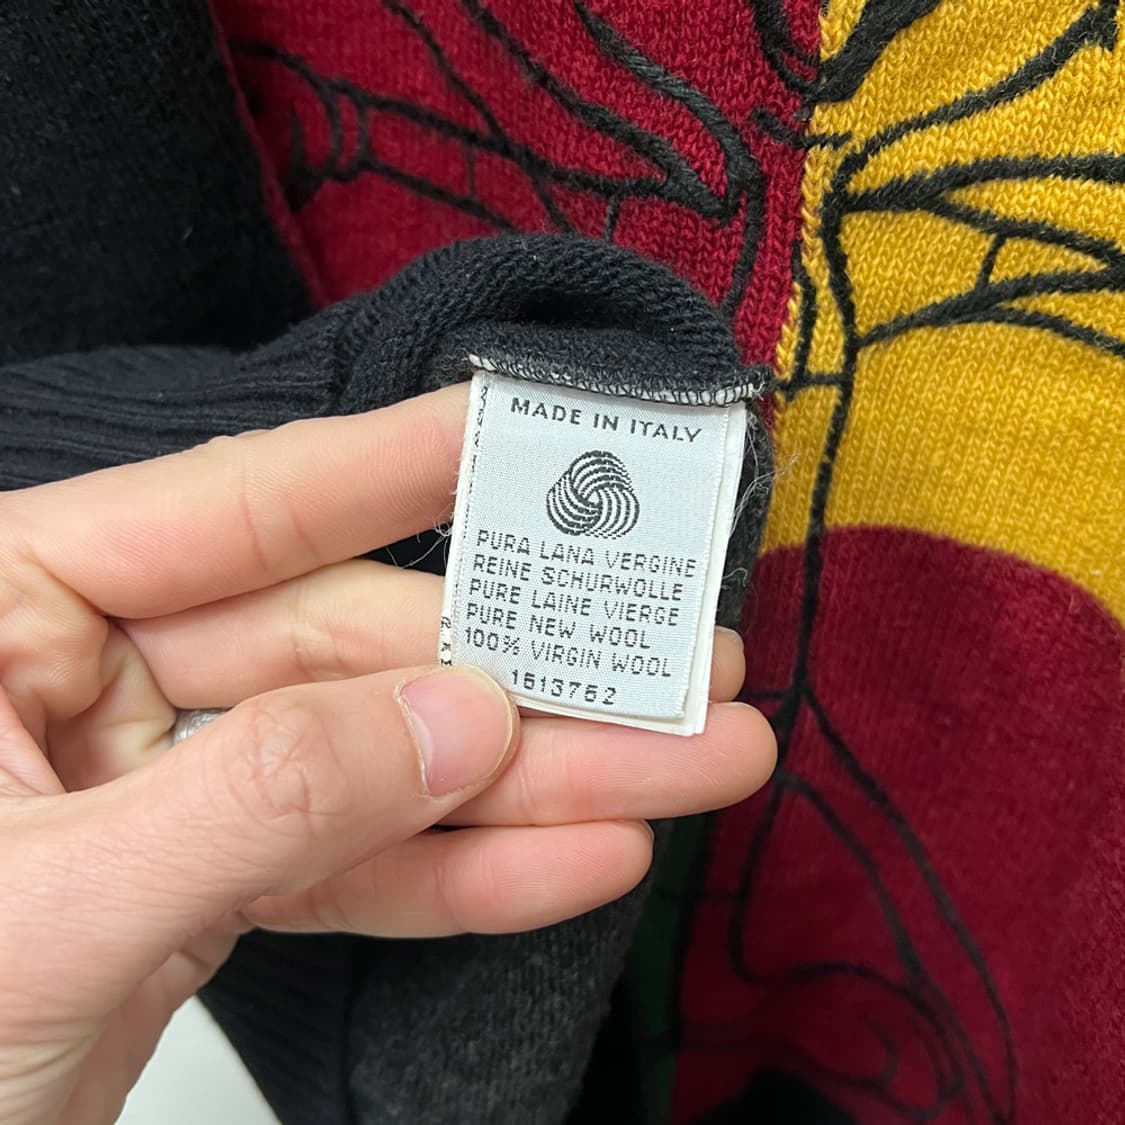 MADE IN ITALY
PURA LANA VERGINE
REINE SCHURWOLLE
PURE LAINE VIERGE
PURE NEW WOOL
100% VIRGIN WOOL
1613762